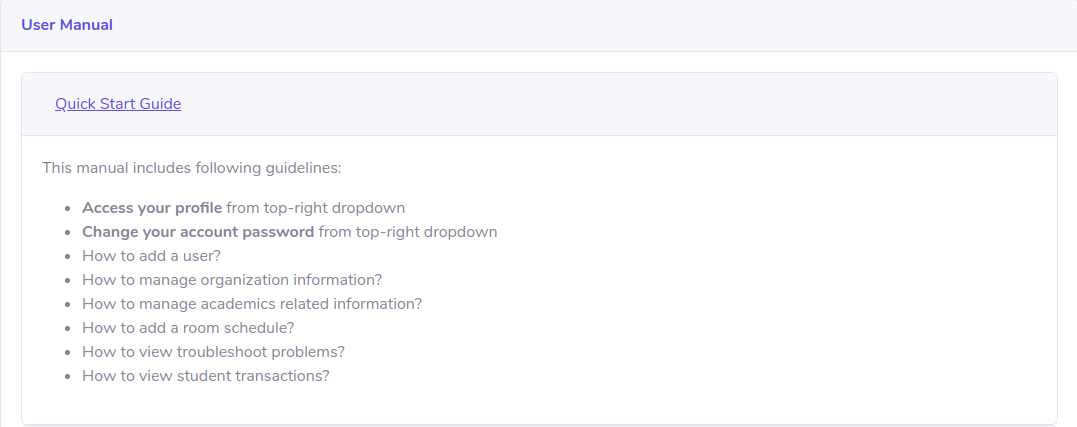 User Manual
Quick Start Guide
This manual includes following guidelines:
Access your profile from top-right dropdown
Change your account password from top-right dropdown
How to add a user?
How to manage organization information?
How to manage academics related information?
How to add a room schedule?
How to view troubleshoot problems?
How to view student transactions?